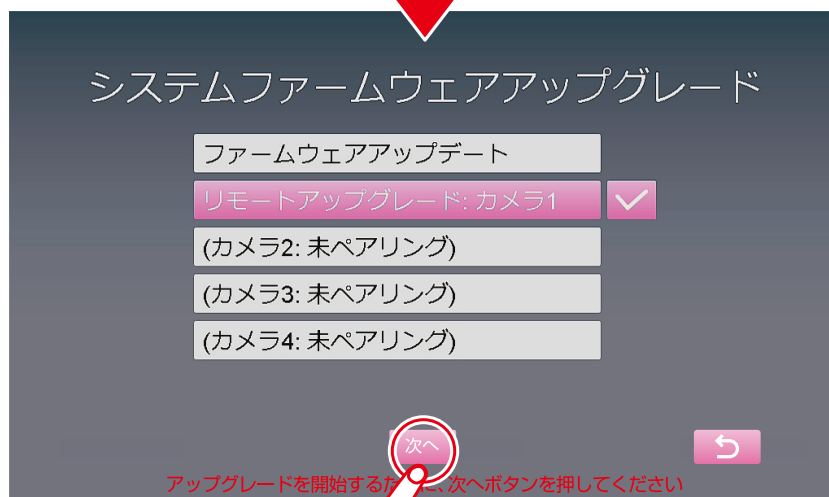 システムファームウェアアップグレード
ファームウェアアップデート
リモートアップグレード: カメラ1
(カメラ2: 未ペアリング)
(カメラ3: 未ペアリング)
(カメラ4: 未ペアリング)
次へ
アップグレードを開始するために、次へボタンを押してください